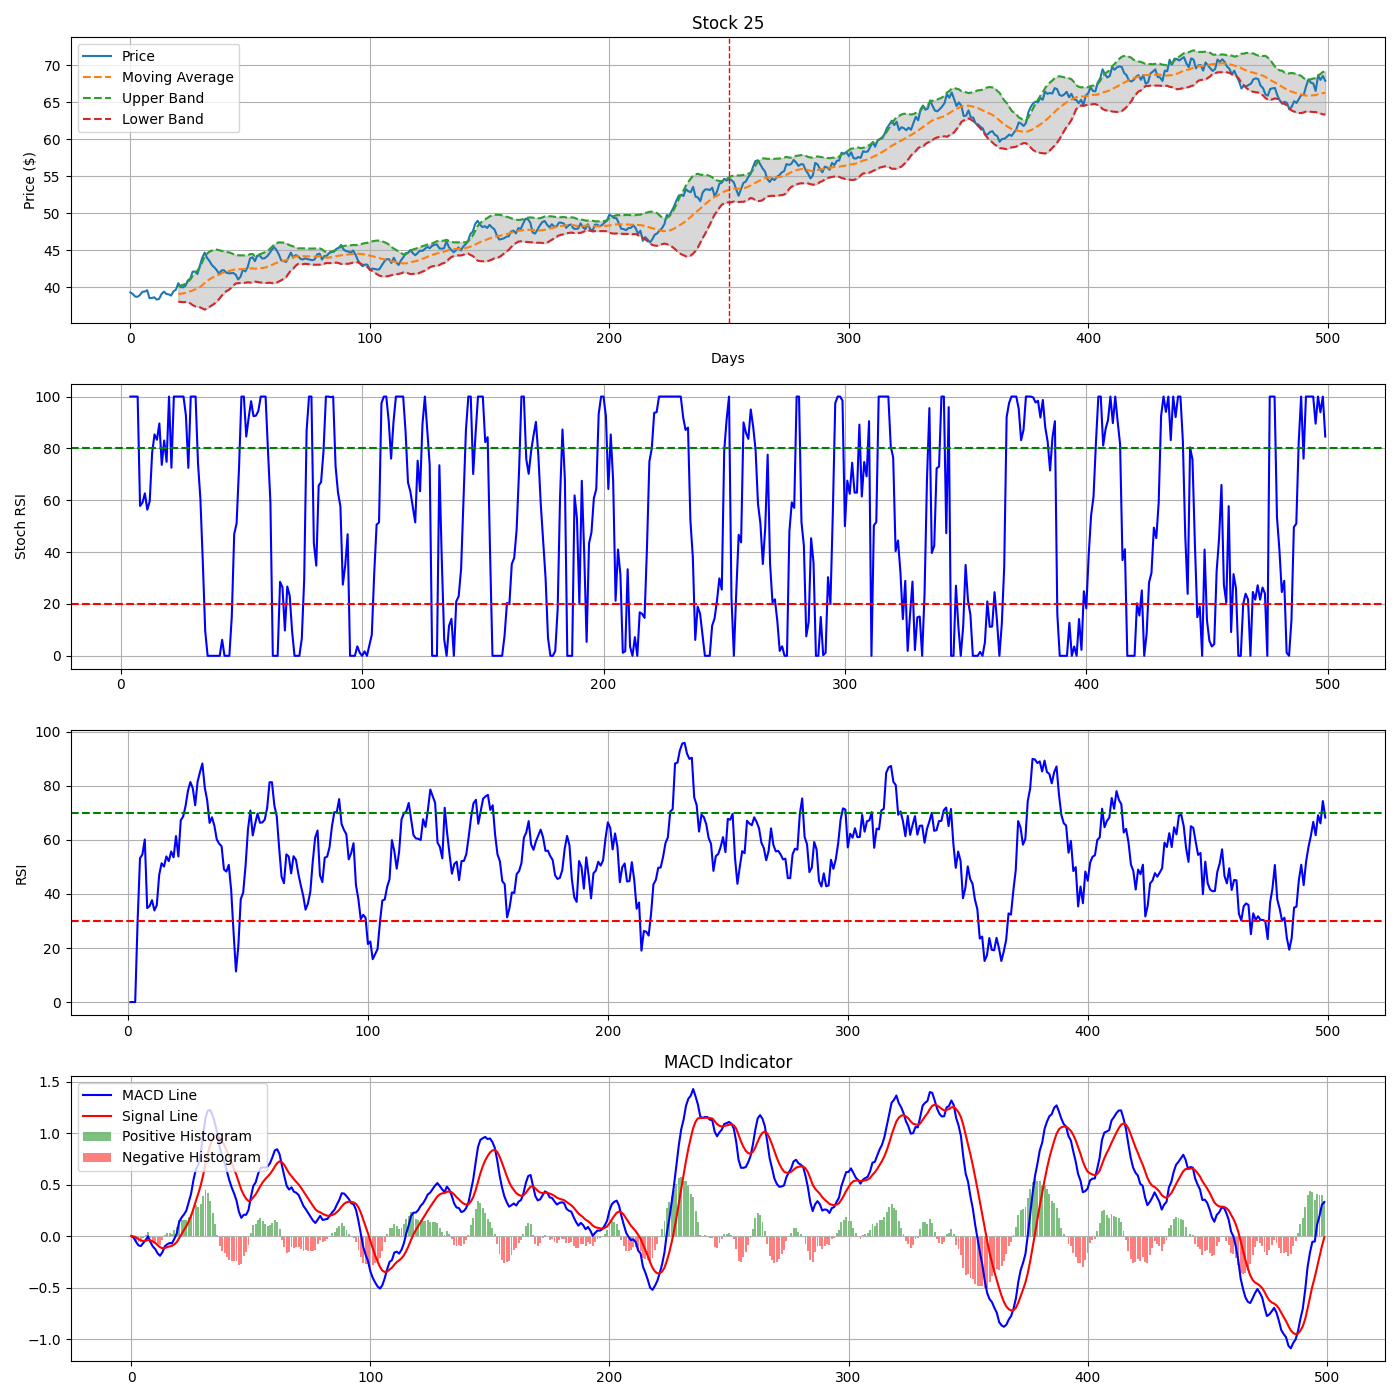 Stock 25
Price
Moving Average
Upper Band
Lower Band
Price ($)
70
65
60
55
50
45
40
0 100 200 300 400 500
Days
Stoch RSI
100
80
60
40
20
0
0 100 200 300 400 500
RSI
100
80
60
40
20
0
0 100 200 300 400 500
MACD Indicator
MACD Line
Signal Line
Positive Histogram
Negative Histogram
1.5
1.0
0.5
0.0
−0.5
−1.0
0 100 200 300 400 500